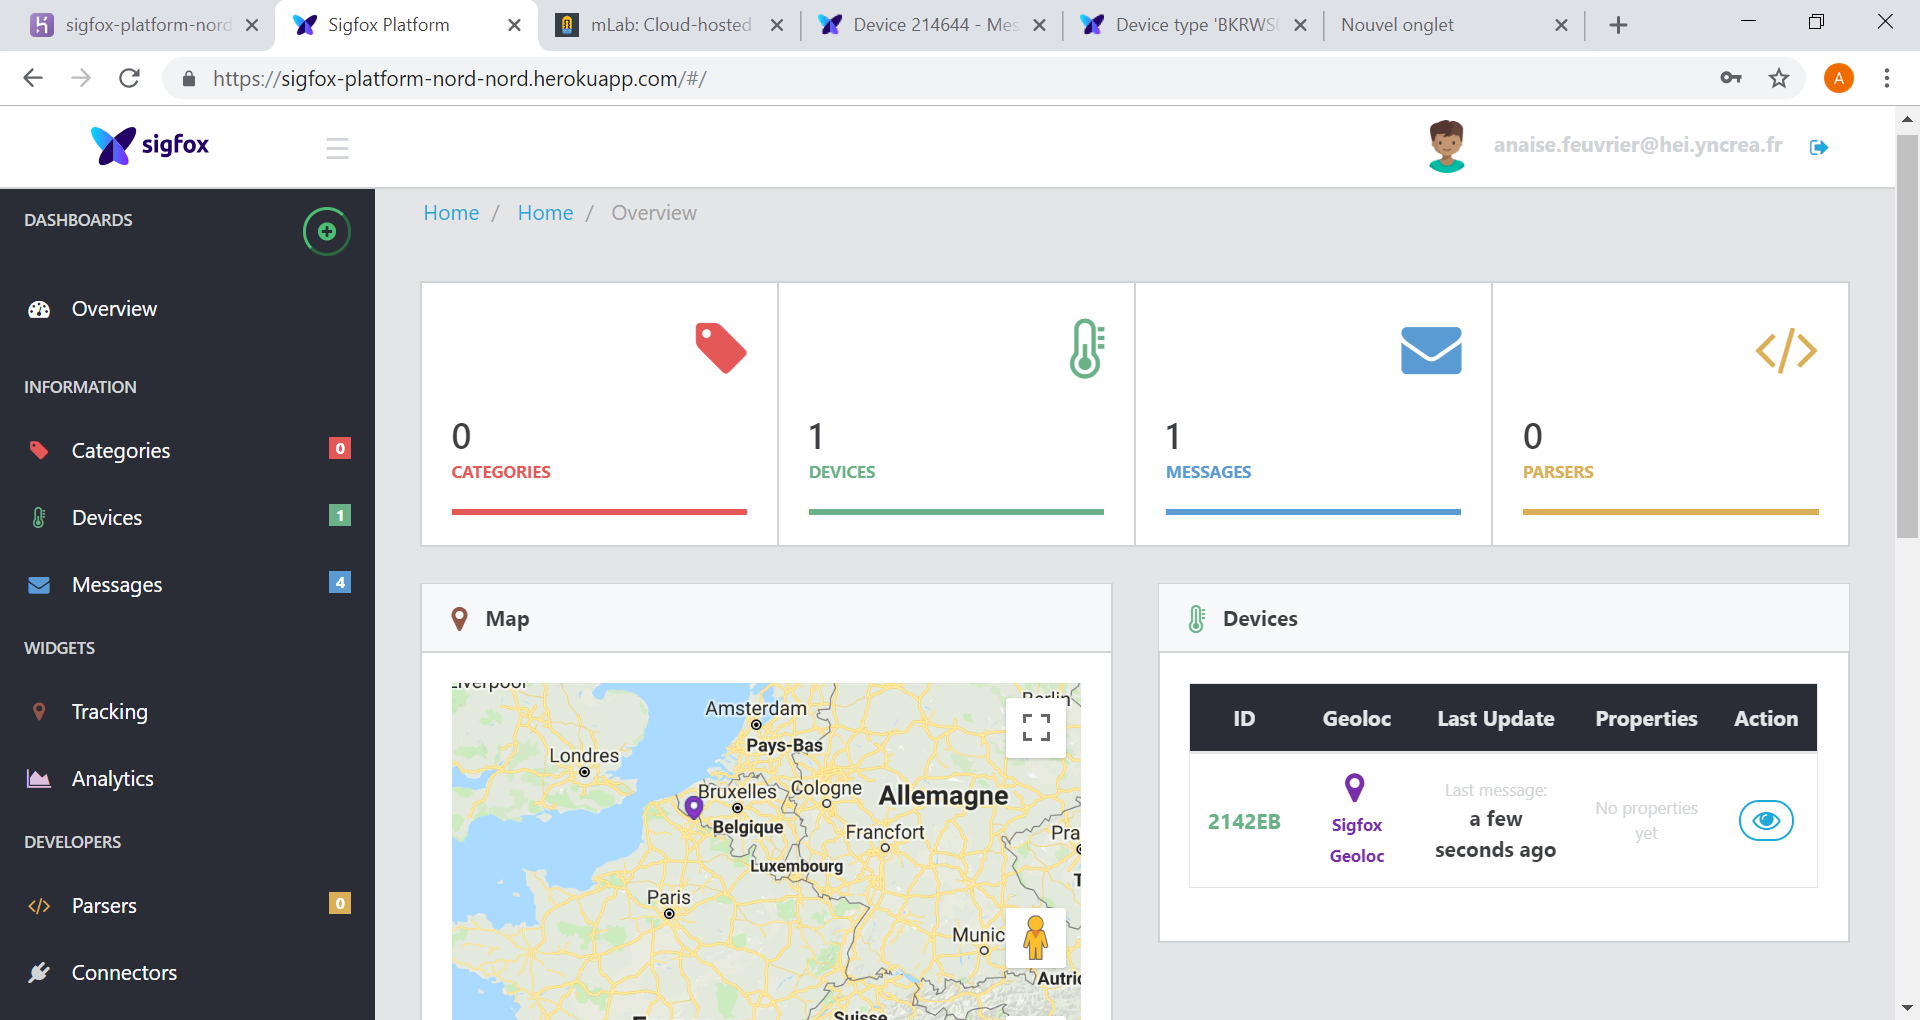 sigfox-platform-nord
Sigfox Platform
mLab: Cloud-hosted
Device 214644 - Mes
Device type 'BKRWS
Nouvel onglet
https://sigfox-platform-nord-nord.herokuapp.com/#/
A
sigfox
anaise.feuvrier@hei.yncrea.fr
DASHBOARDS
Overview
INFORMATION
Categories 0
Devices 1
Messages 4
WIDGETS
Tracking
Analytics
DEVELOPERS
Parsers 0
Connectors
Home / Home / Overview
0
CATEGORIES
1
DEVICES
1
MESSAGES
0
PARSERS
Map
Liverpool
Berlin
Amsterdam
Pays-Bas
Londres
Bruxelles
Cologne
Allemagne
Belgique
Francfort
Pra
Luxembourg
Paris
Munic
Autric
Suisse
Devices
ID Geoloc Last Update Properties Action
2142EB
Sigfox
Geoloc
Last message:
a few
seconds ago
No properties
yet